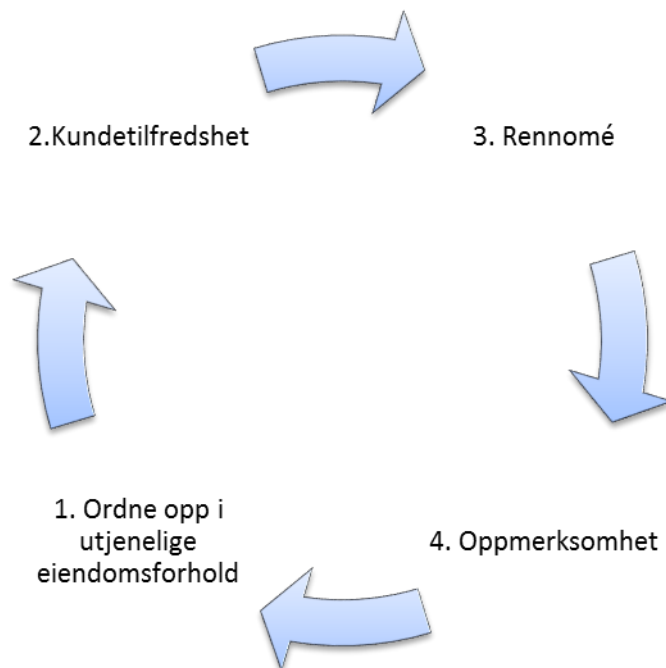 2.Kundetilfredshet
3. Rennomé
1. Ordne opp i
utjenelige
eiendomsforhold
4. Oppmerksomhet